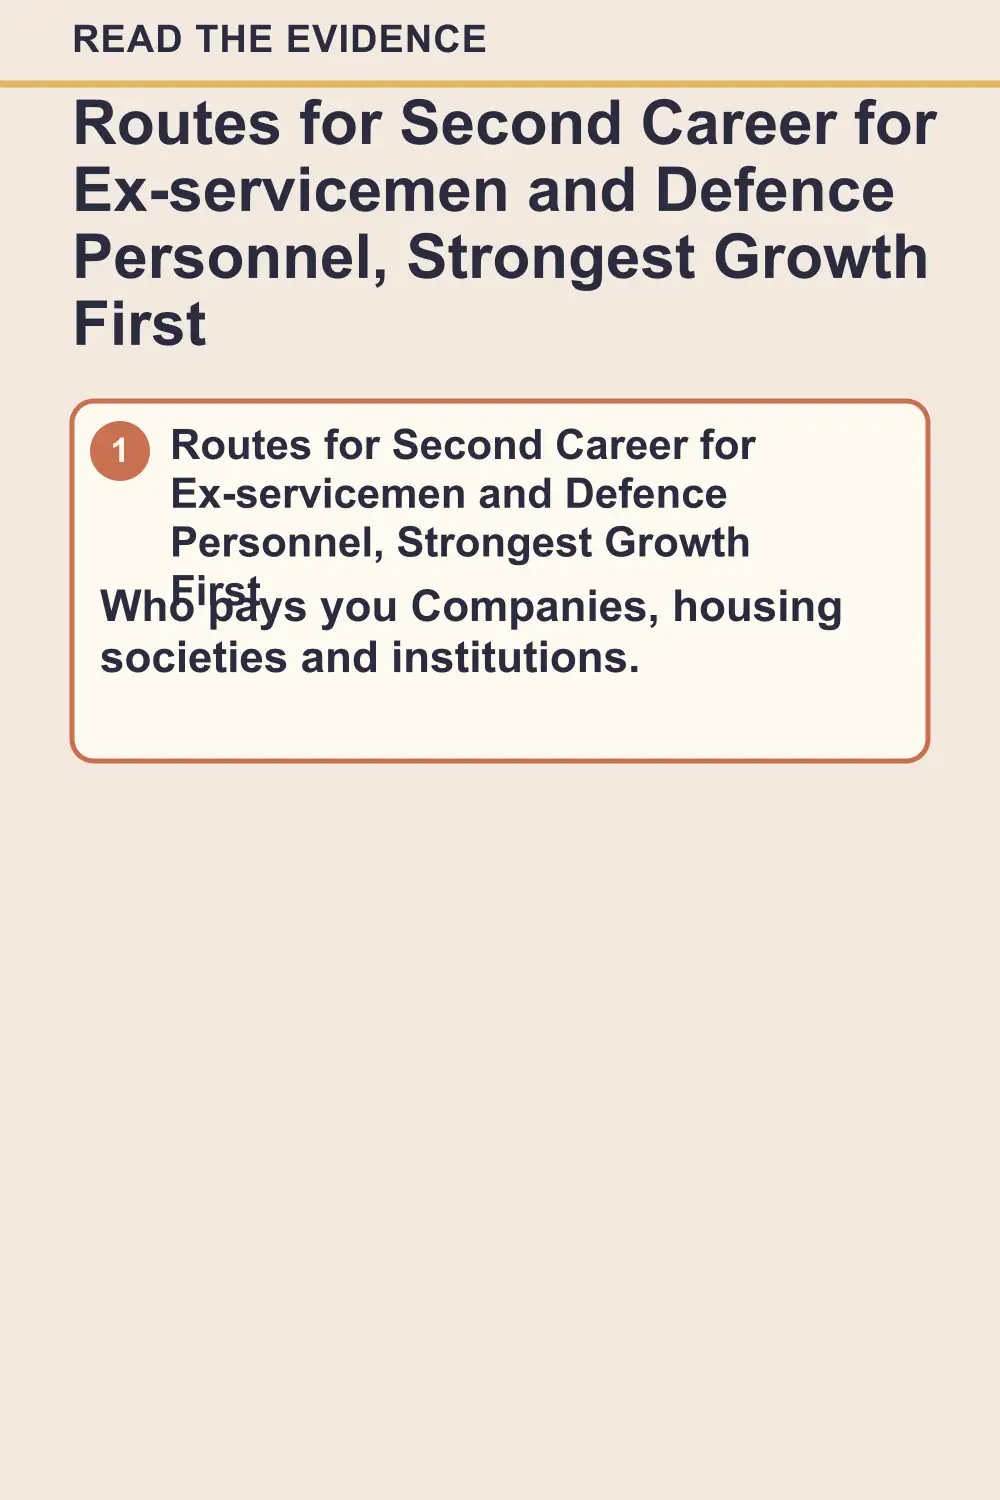 READ THE EVIDENCE
Routes for Second Career for
Ex-servicemen and Defence
Personnel, Strongest Growth
First
1
Routes for Second Career for
Ex-servicemen and Defence
Personnel, Strongest Growth
First
Who pays you Companies, housing
societies and institutions.